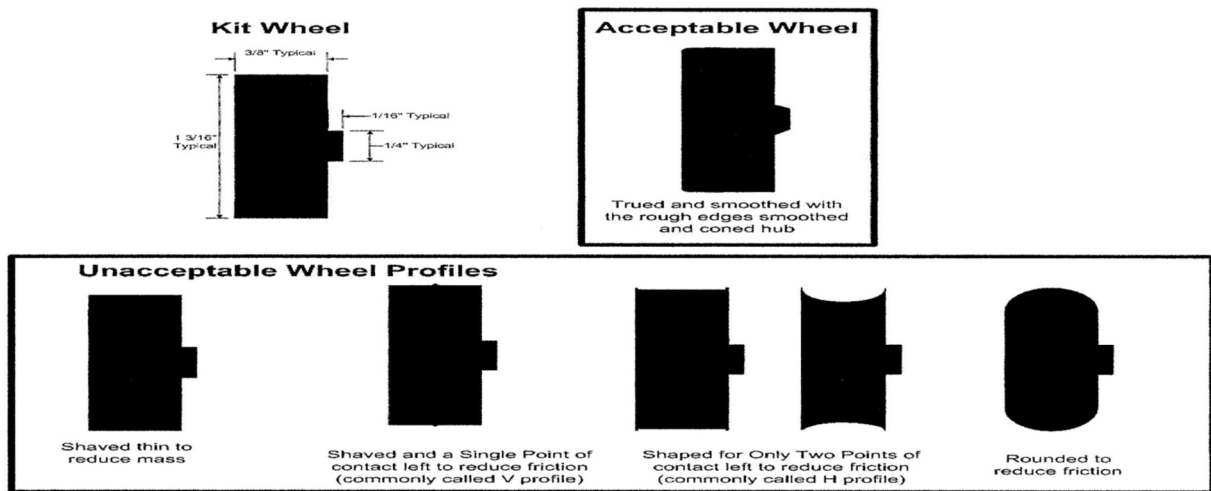 Kit Wheel
3/8" Typical
1 3/16"
Typical
1/16" Typical
1/4" Typical
Acceptable Wheel
Trued and smoothed with
the rough edges smoothed
and coned hub
Unacceptable Wheel Profiles
Shaved thin to
reduce mass
Shaved and a Single Point of
contact left to reduce friction
(commonly called V profile)
Shaped for Only Two Points of
contact left to reduce friction
(commonly called H profile)
Rounded to
reduce friction